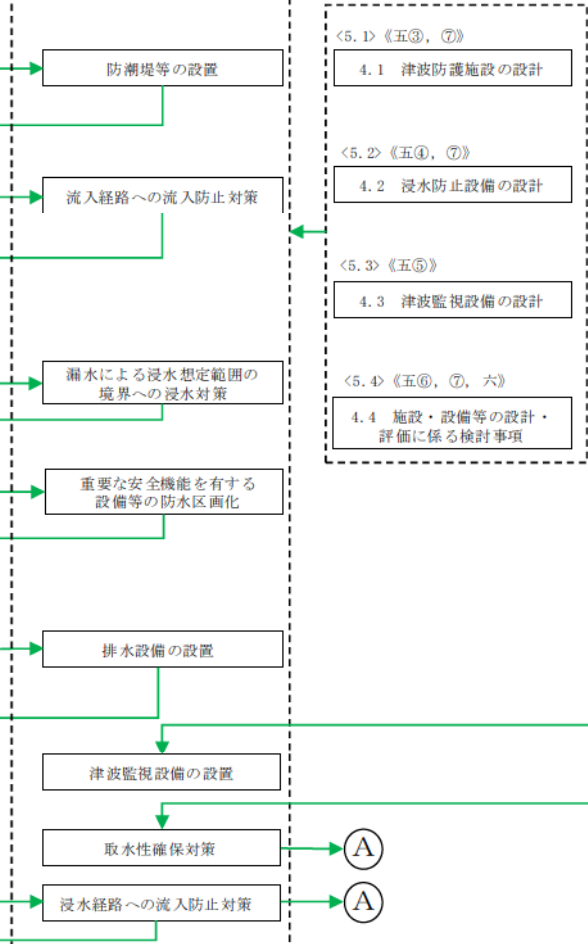 防潮堤等の設置
流入経路への流入防止対策
漏水による浸水想定範囲の
境界への浸水対策
重要な安全機能を有する
設備等の防水区画化
排水設備の設置
津波監視設備の設置
取水性確保対策
A
浸水経路への流入防止対策
A
<5.1>《五③，⑦》
4.1　津波防護施設の設計
<5.2>《五④，⑦》
4.2　浸水防止設備の設計
<5.3>《五⑤》
4.3　津波監視設備の設計
<5.4>《五⑥，⑦，六》
4.4　施設・設備等の設計・
評価に係る検討事項